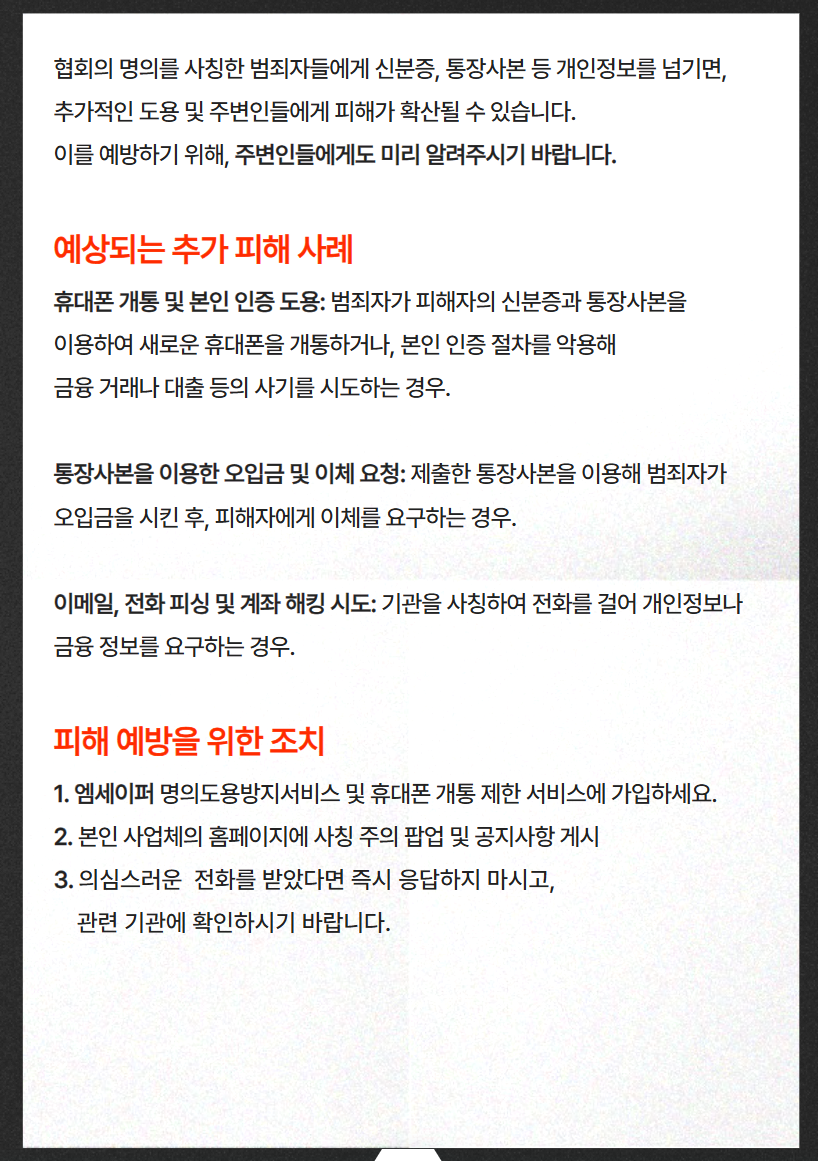 협회의 명의를 사칭한 범죄자들에게 신분증, 통장사본 등 개인정보를 넘기면,
추가적인 도용 및 주변인들에게 피해가 확산될 수 있습니다.
이를 예방하기 위해, 주변인들에게도 미리 알려주시기 바랍니다.
예상되는 추가 피해 사례
휴대폰 개통 및 본인 인증 도용: 범죄자가 피해자의 신분증과 통장사본을
이용하여 새로운 휴대폰을 개통하거나, 본인 인증 절차를 악용해
금융 거래나 대출 등의 사기를 시도하는 경우.
통장사본을 이용한 오입금 및 이체 요청: 제출한 통장사본을 이용해 범죄자가
오입금을 시킨 후, 피해자에게 이체를 요구하는 경우.
이메일, 전화 피싱 및 계좌 해킹 시도: 기관을 사칭하여 전화를 걸어 개인정보나
금융 정보를 요구하는 경우.
피해 예방을 위한 조치
1. 엠세이퍼 명의도용방지서비스 및 휴대폰 개통 제한 서비스에 가입하세요.
2. 본인 사업체의 홈페이지에 사칭 주의 팝업 및 공지사항 게시
3. 의심스러운  전화를 받았다면 즉시 응답하지 마시고,
관련 기관에 확인하시기 바랍니다.